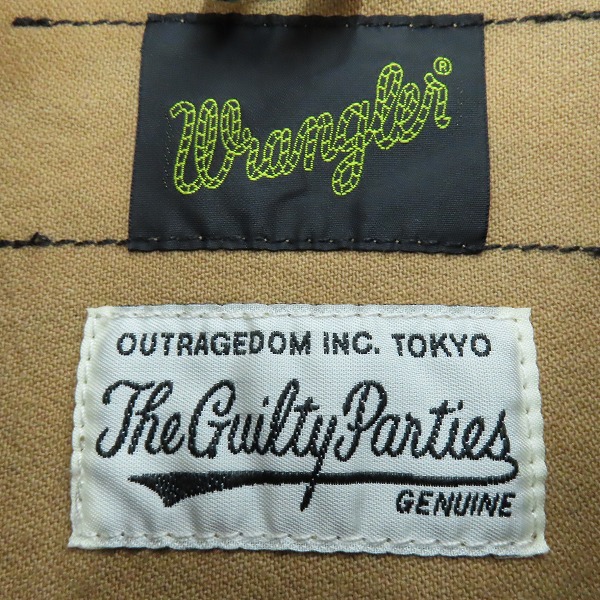 Wrangler®
OUTRAGEDOM INC. TOKYO
The Guilty Parties
GENUINE